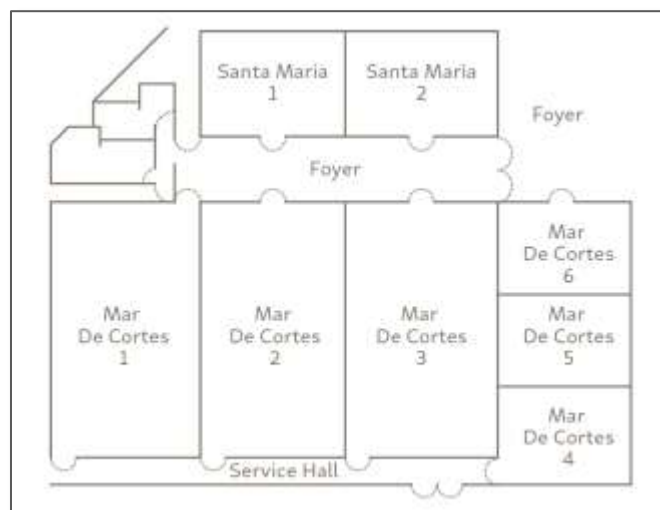 Santa Maria
1
Santa Maria
2
Foyer
Foyer
Mar
De Cortes
1
Mar
De Cortes
2
Mar
De Cortes
3
Mar
De Cortes
6
Mar
De Cortes
5
Mar
De Cortes
4
Service Hall